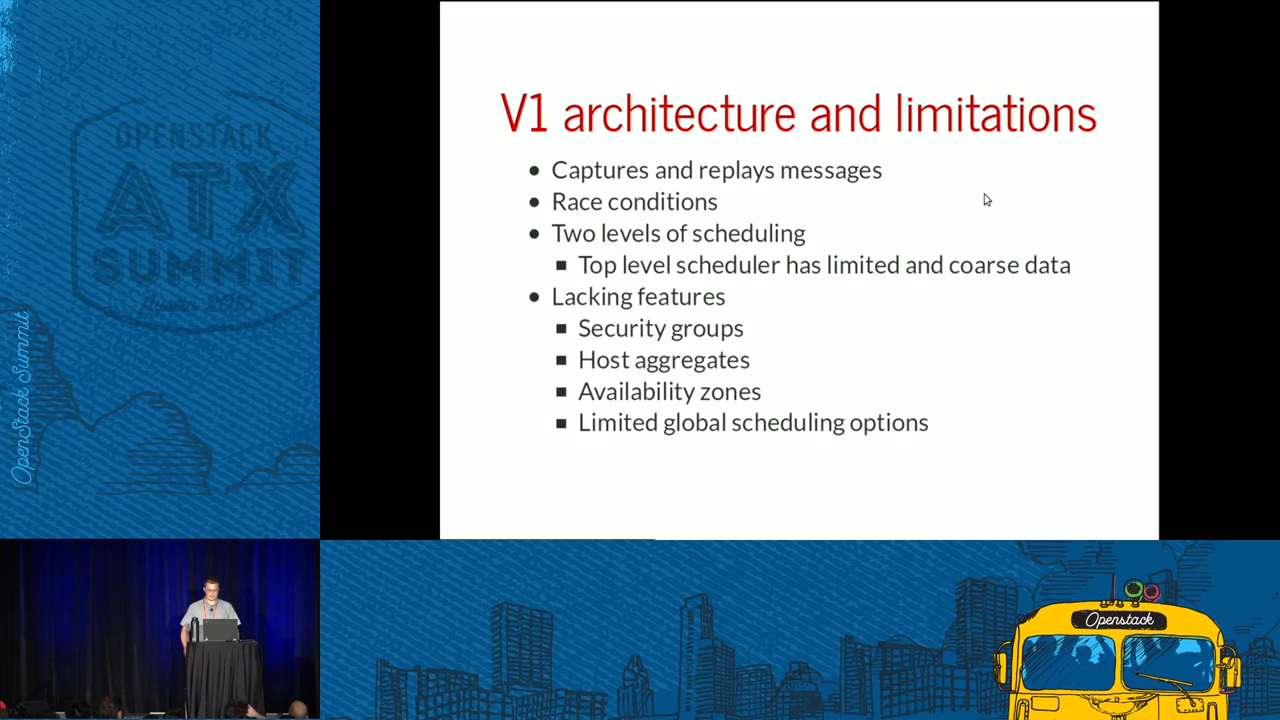 V1 architecture and limitations
Captures and replays messages
Race conditions
Two levels of scheduling
Top level scheduler has limited and coarse data
Lacking features
Security groups
Host aggregates
Availability zones
Limited global scheduling options
OPENSTACK
ATX
SUMMIT
Austin 2016
OpenStack Summit
Openstack